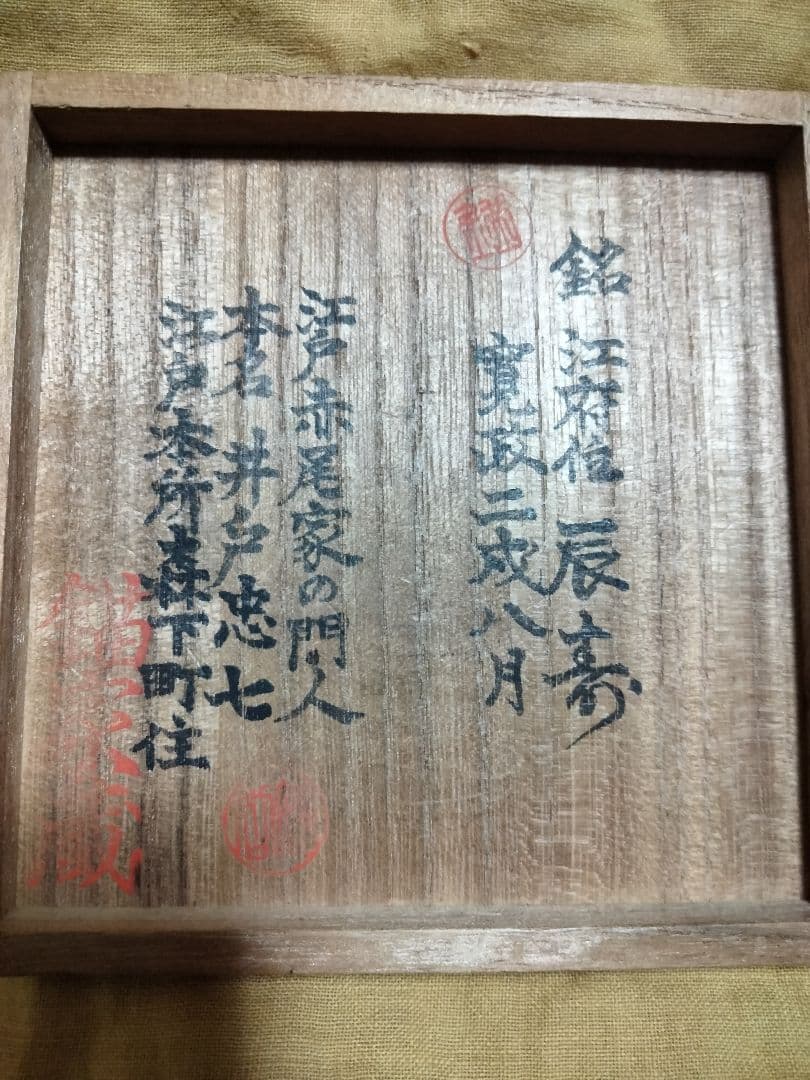 銘 江府住 辰寿
寛政二戌八月
江戸赤尾家の門人
本名 井戸忠七
江戸本所森下町住